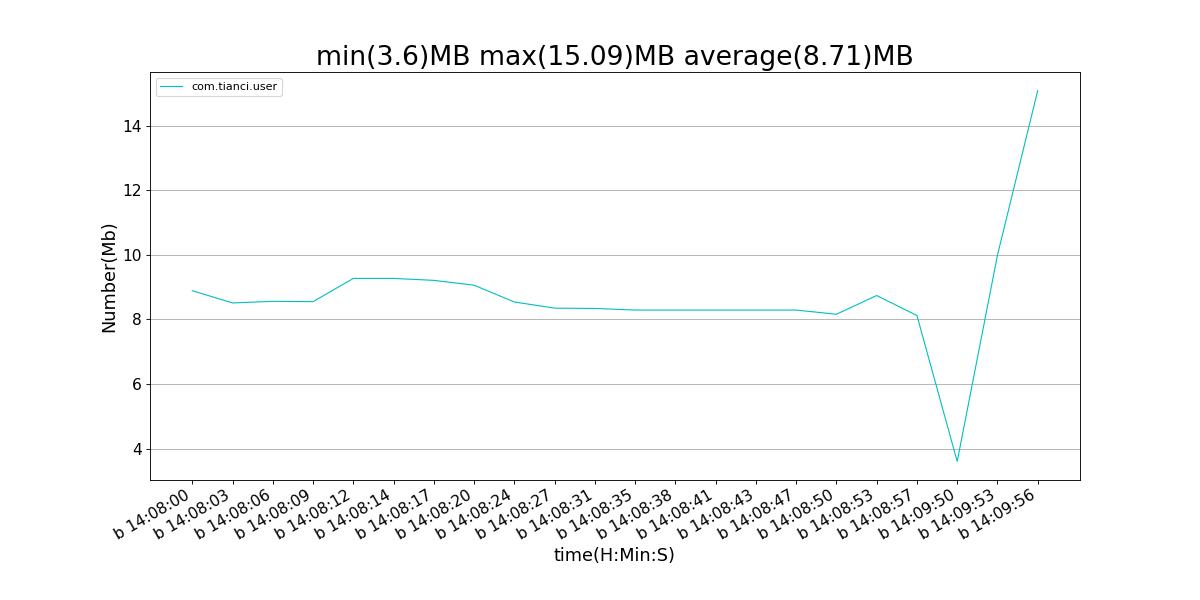 min(3.6)MB max(15.09)MB average(8.71)MB
com.tianci.user
14
12
10
8
6
4
Number(Mb)
b 14:08:00
b 14:08:03
b 14:08:06
b 14:08:09
b 14:08:12
b 14:08:14
b 14:08:17
b 14:08:20
b 14:08:24
b 14:08:27
b 14:08:31
b 14:08:35
b 14:08:38
b 14:08:41
b 14:08:43
b 14:08:47
b 14:08:50
b 14:08:53
b 14:08:57
b 14:09:50
b 14:09:53
b 14:09:56
time(H:Min:S)